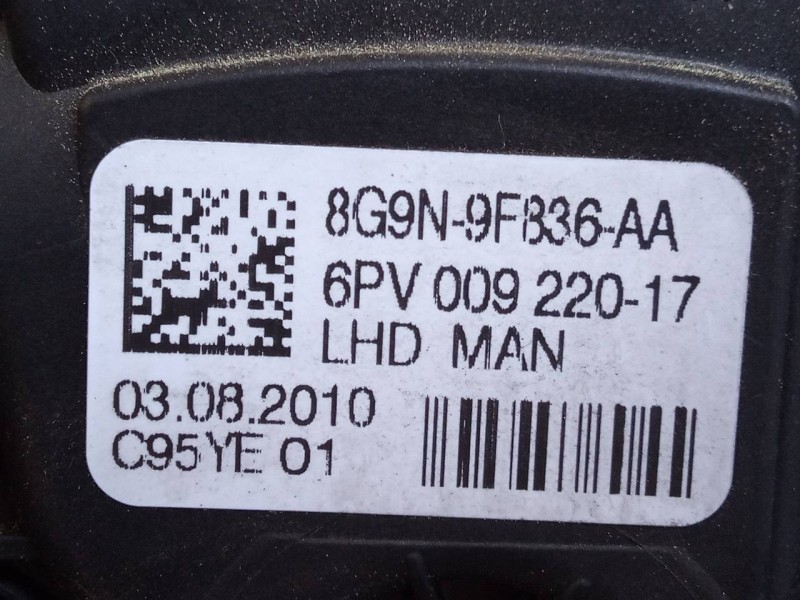 8G9N-9F836-AA
6PV 009 220-17
LHD MAN
03.08.2010
C95YE 01